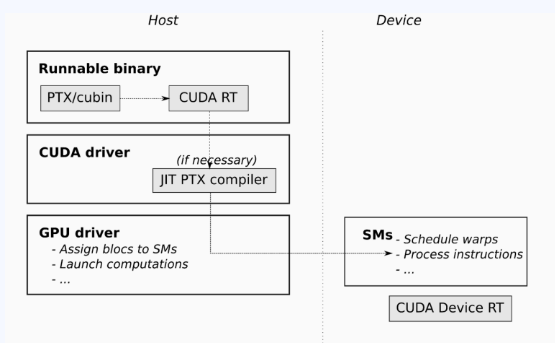 Host
Device
Runnable binary
PTX/cubin
CUDA RT
CUDA driver
(if necessary)
JIT PTX compiler
GPU driver
- Assign blocs to SMs
- Launch computations
- ...
SMs
- Schedule warps
- Process instructions
- ...
CUDA Device RT